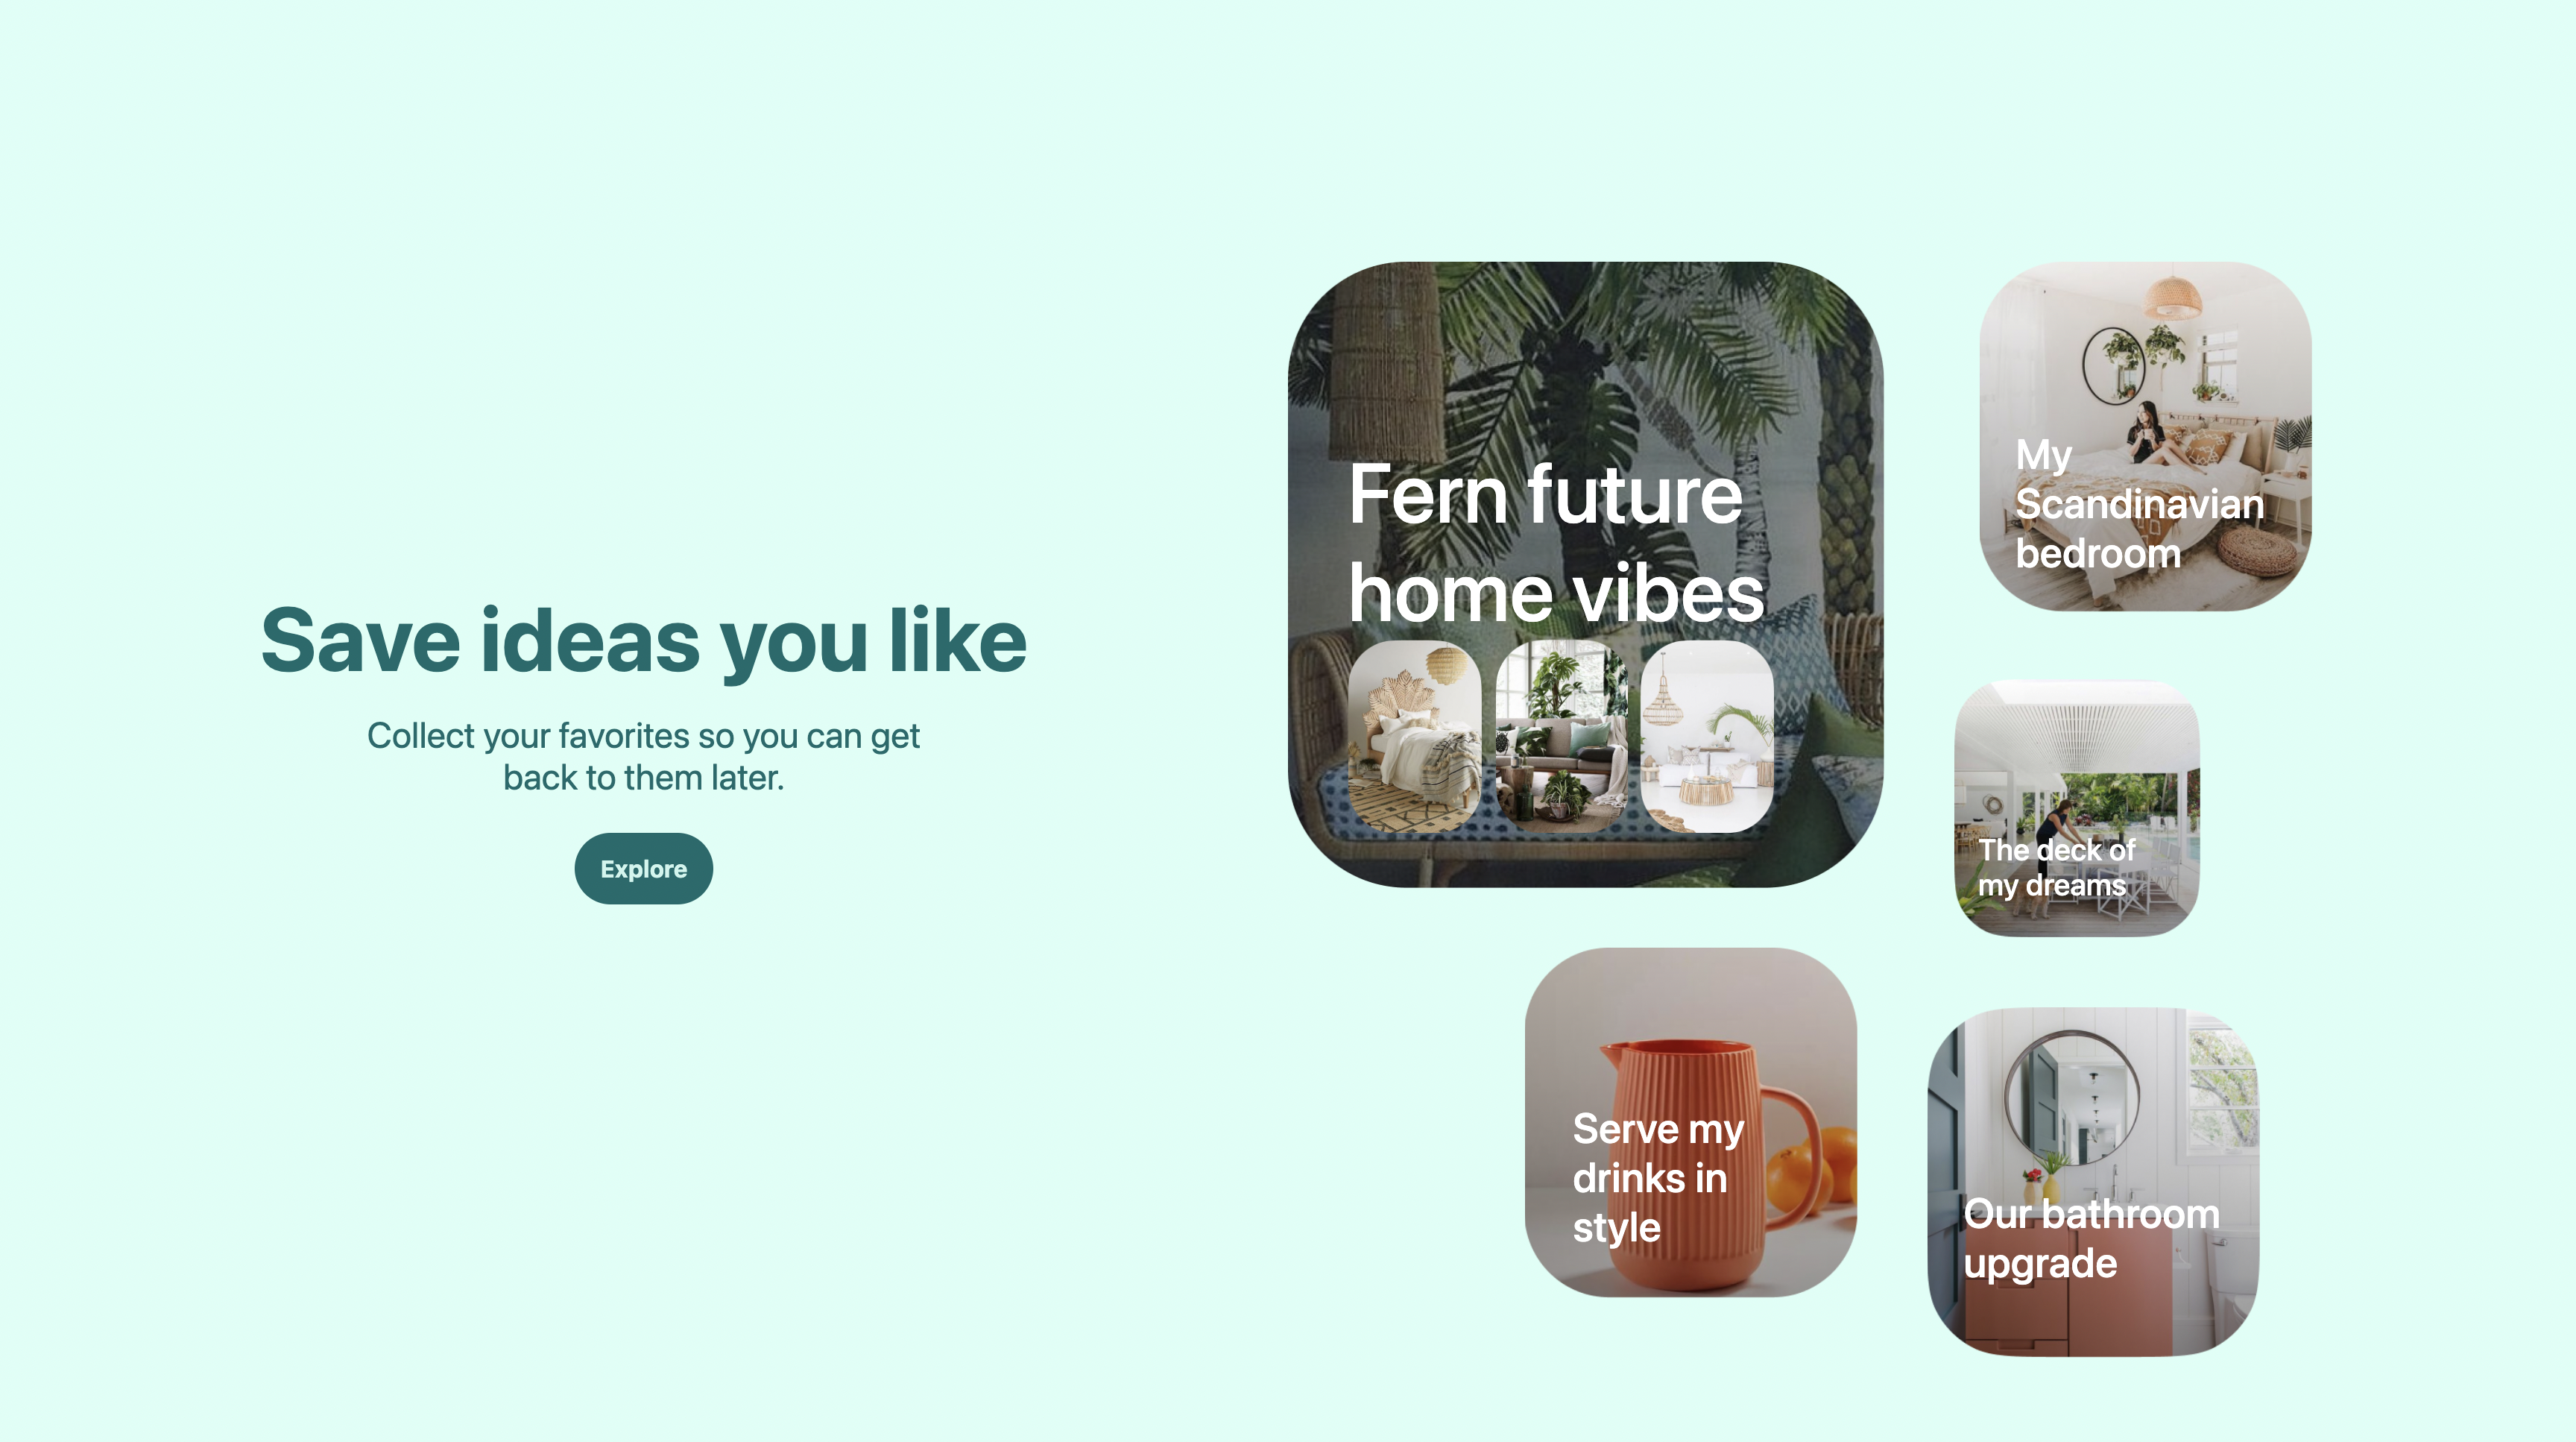 Save ideas you like
Collect your favorites so you can get
back to them later.
Explore
Fern future
home vibes
My
Scandinavian
bedroom
The deck of
my dreams
Serve my
drinks in
style
Our bathroom
upgrade